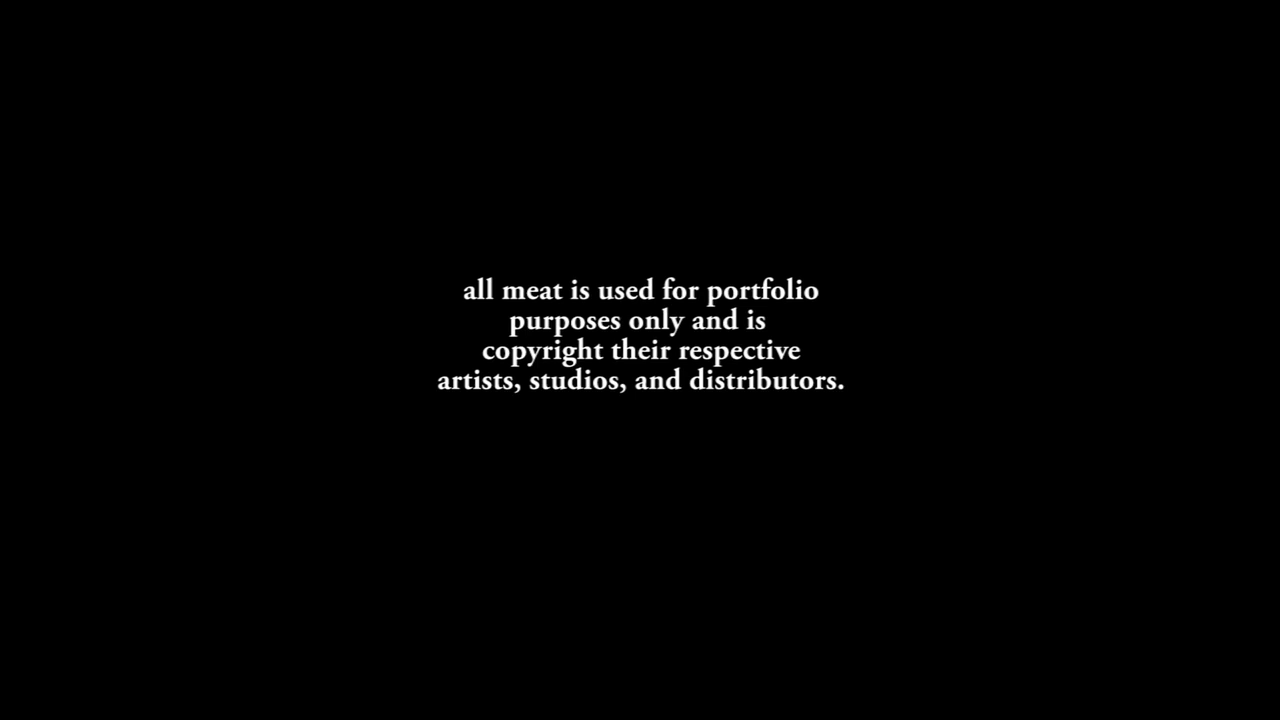 all meat is used for portfolio
purposes only and is
copyright their respective
artists, studios, and distributors.